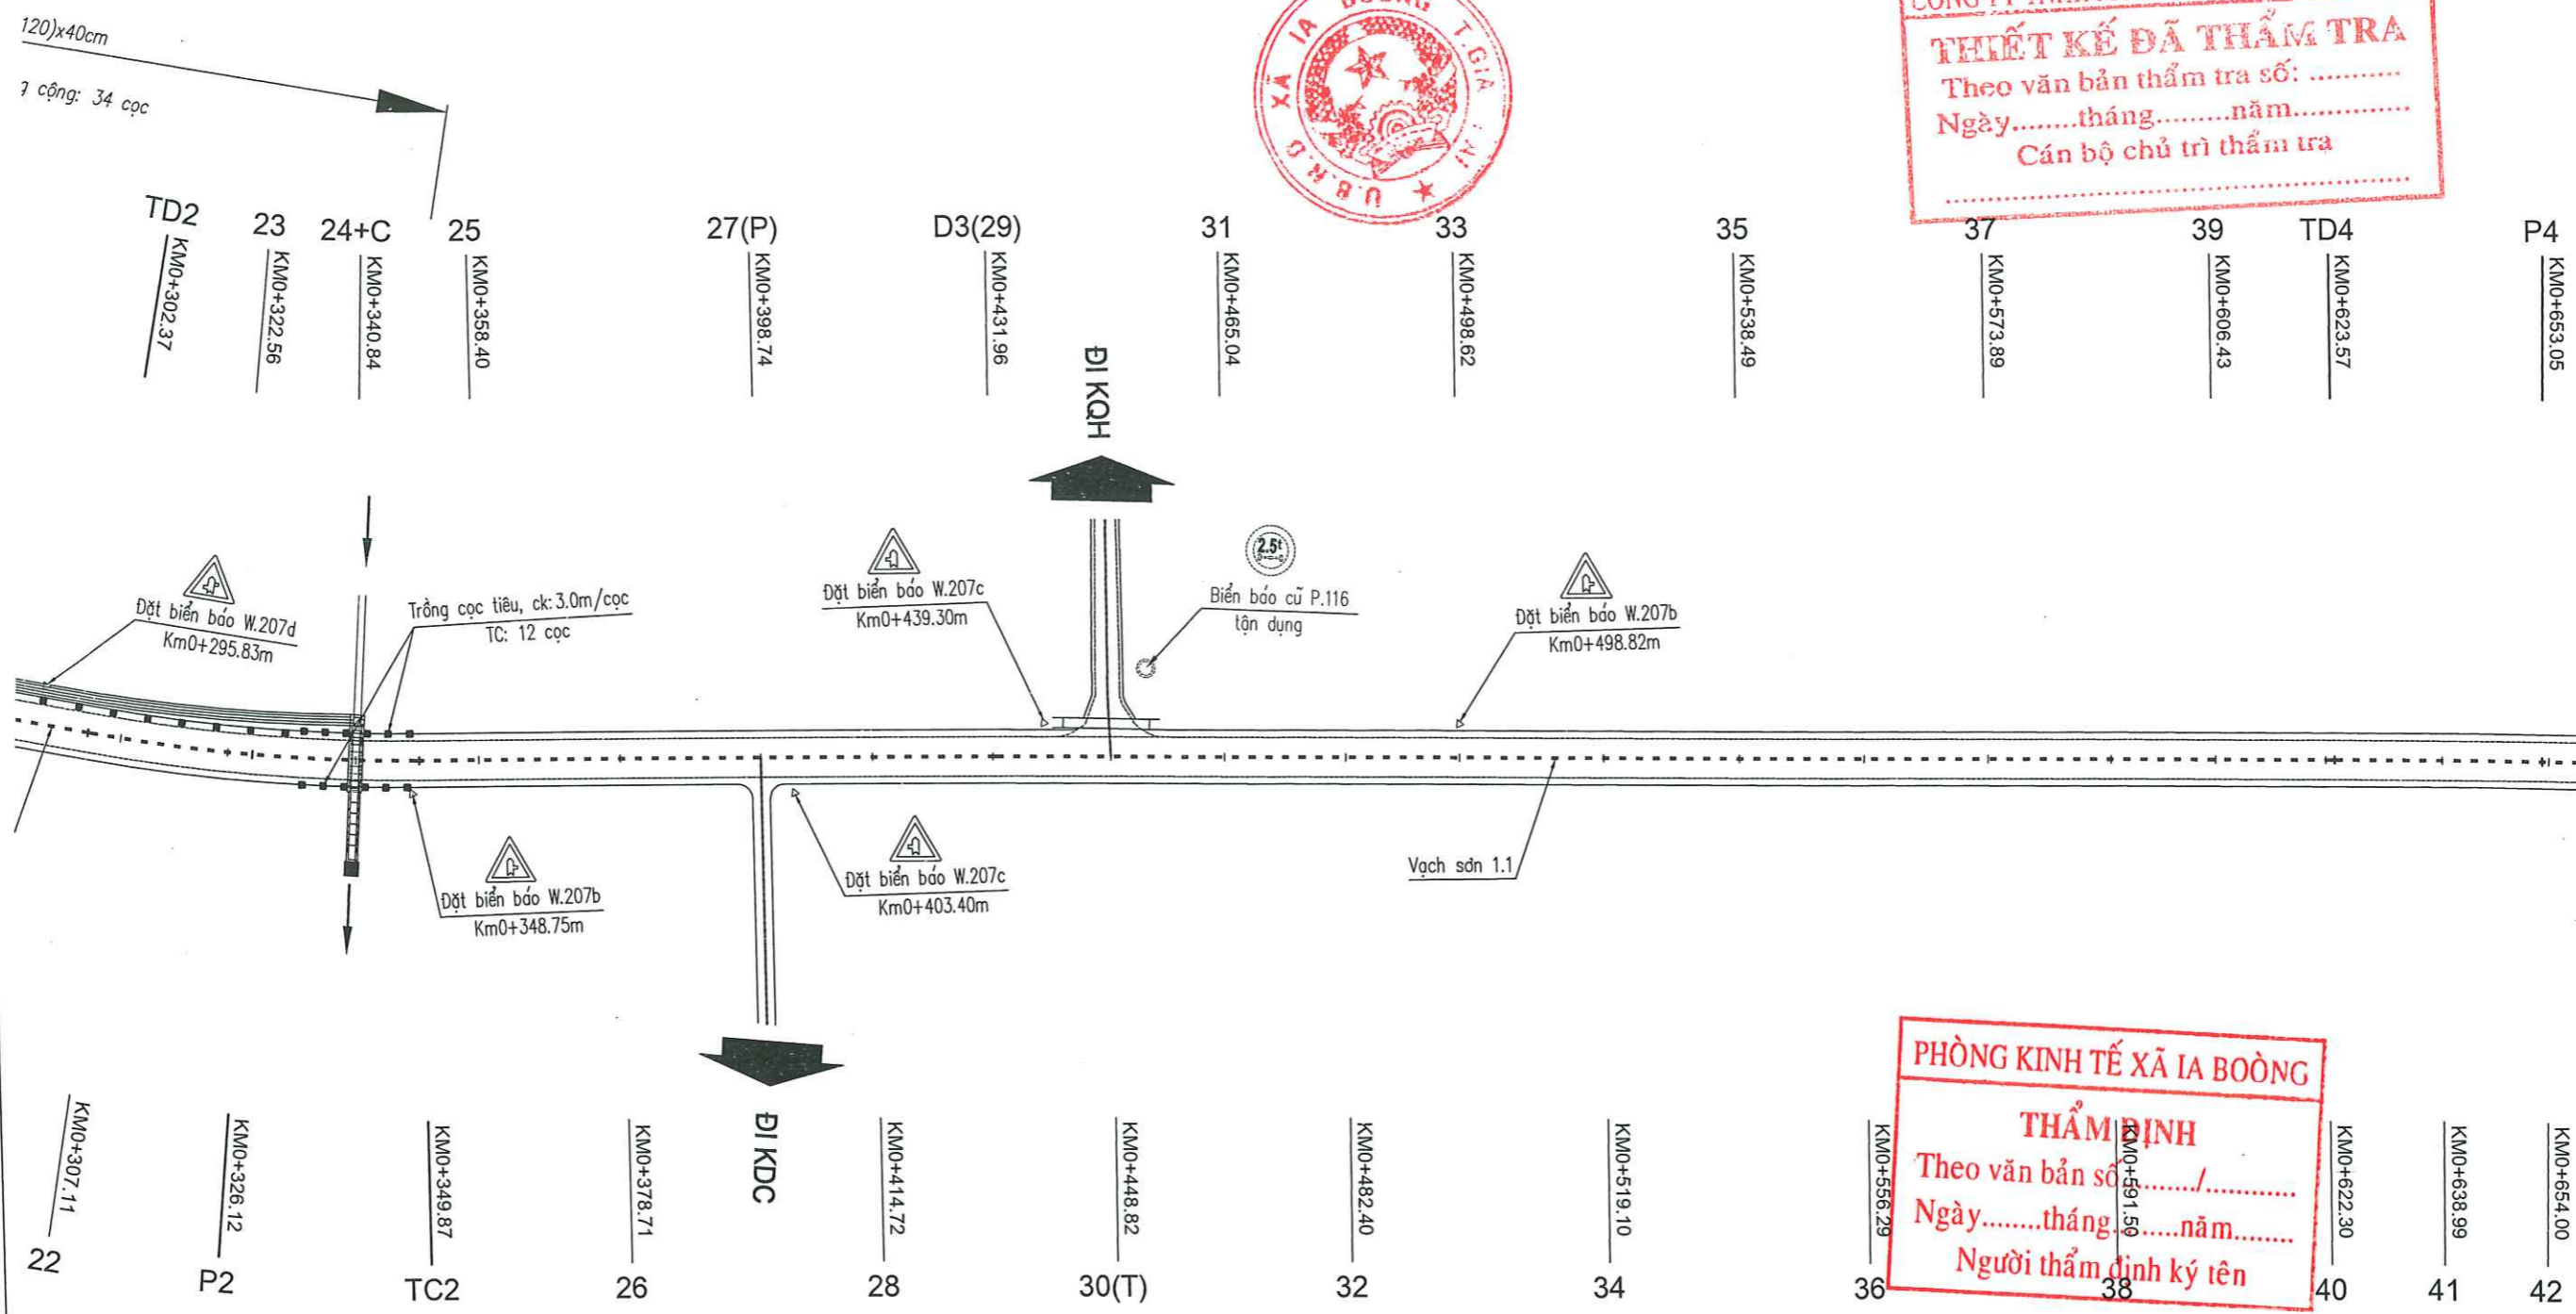 120)x40cm
cộng: 34 cọc
U.B.N.D XÃ IA BOÒNG T.GIA LAI
THIẾT KẾ ĐÃ THẨM TRA
Theo văn bản thẩm tra số: ...........
Ngày........tháng.........năm.............
Cán bộ chủ trì thẩm tra
TD2 23 24+C 25 27(P) D3(29) 31 33 35 37 39 TD4 P4
KM0+302.37 KM0+322.56 KM0+340.84 KM0+358.40 KM0+398.74 KM0+431.96 KM0+465.04 KM0+498.62 KM0+538.49 KM0+573.89 KM0+606.43 KM0+623.57 KM0+653.05
ĐI KQH
Đặt biển báo W.207d
Km0+295.83m
Trồng cọc tiêu, ck:3.0m/cọc
TC: 12 cọc
Đặt biển báo W.207c
Km0+439.30m
2.5t
Biển báo cũ P.116
tận dụng
Đặt biển báo W.207b
Km0+498.82m
Đặt biển báo W.207b
Km0+348.75m
Đặt biển báo W.207c
Km0+403.40m
Vạch sơn 1.1
ĐI KDC
PHÒNG KINH TẾ XÃ IA BOÒNG
THẨM ĐỊNH
Theo văn bản số........./............
Ngày........tháng.........năm........
Người thẩm định ký tên
KM0+307.11 KM0+326.12 KM0+349.87 KM0+378.71 KM0+414.72 KM0+448.82 KM0+482.40 KM0+519.10 KM0+556.29 KM0+591.50 KM0+622.30 KM0+638.99 KM0+654.00
22 P2 TC2 26 28 30(T) 32 34 36 38 40 41 42